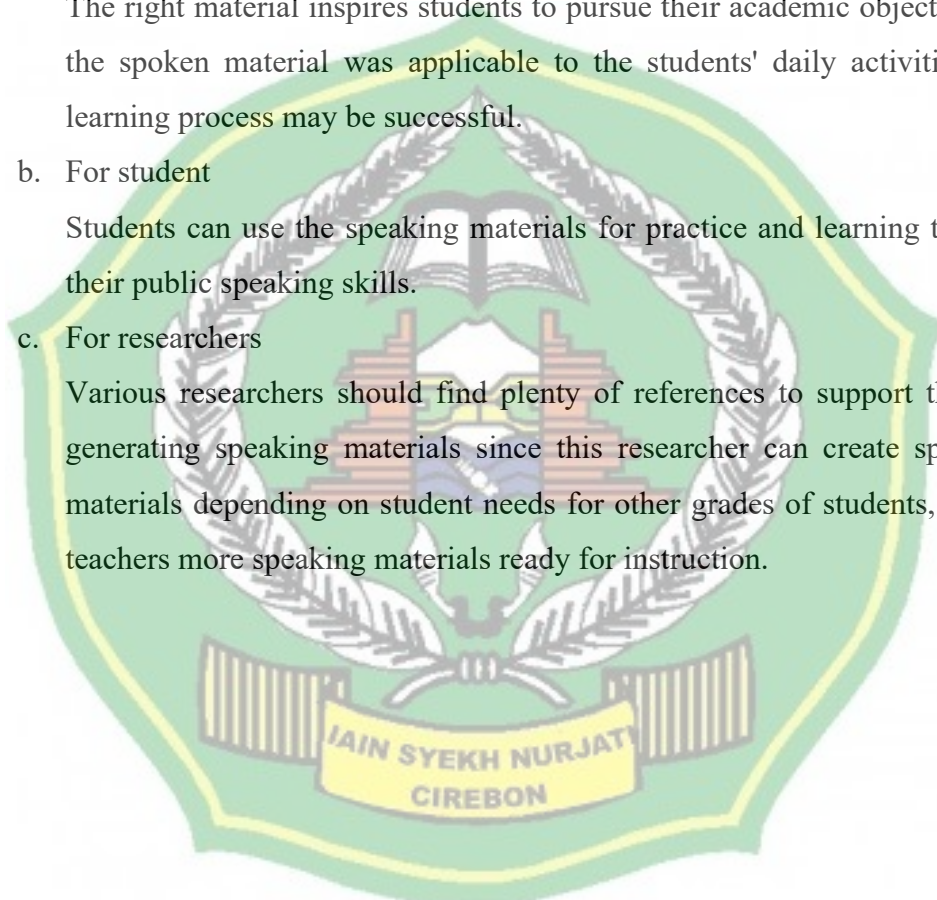 The right material inspires students to pursue their academic object
the spoken material was applicable to the students' daily activiti
learning process may be successful.
b. For student
Students can use the speaking materials for practice and learning t
their public speaking skills.
c. For researchers
Various researchers should find plenty of references to support t
generating speaking materials since this researcher can create sp
materials depending on student needs for other grades of students,
teachers more speaking materials ready for instruction.
IAIN SYEKH NURJATI
CIREBON